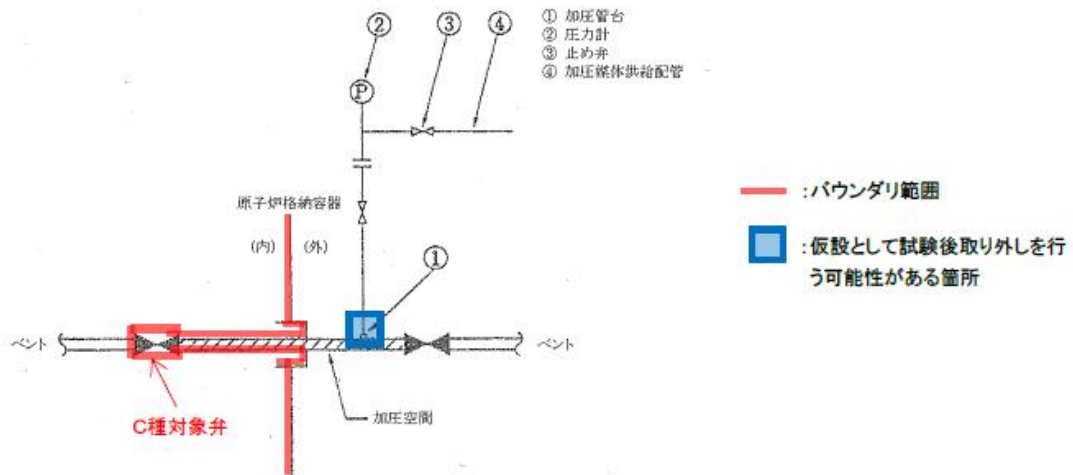 ② ③ ④
① 加圧管台
② 圧力計
③ 止め弁
④ 加圧媒体供給配管
P
原子炉格納容器
(内) (外)
①
:バウンダリ範囲
:仮設として試験後取り外しを行
う可能性がある箇所
ベント
ベント
加圧空間
C種対象弁